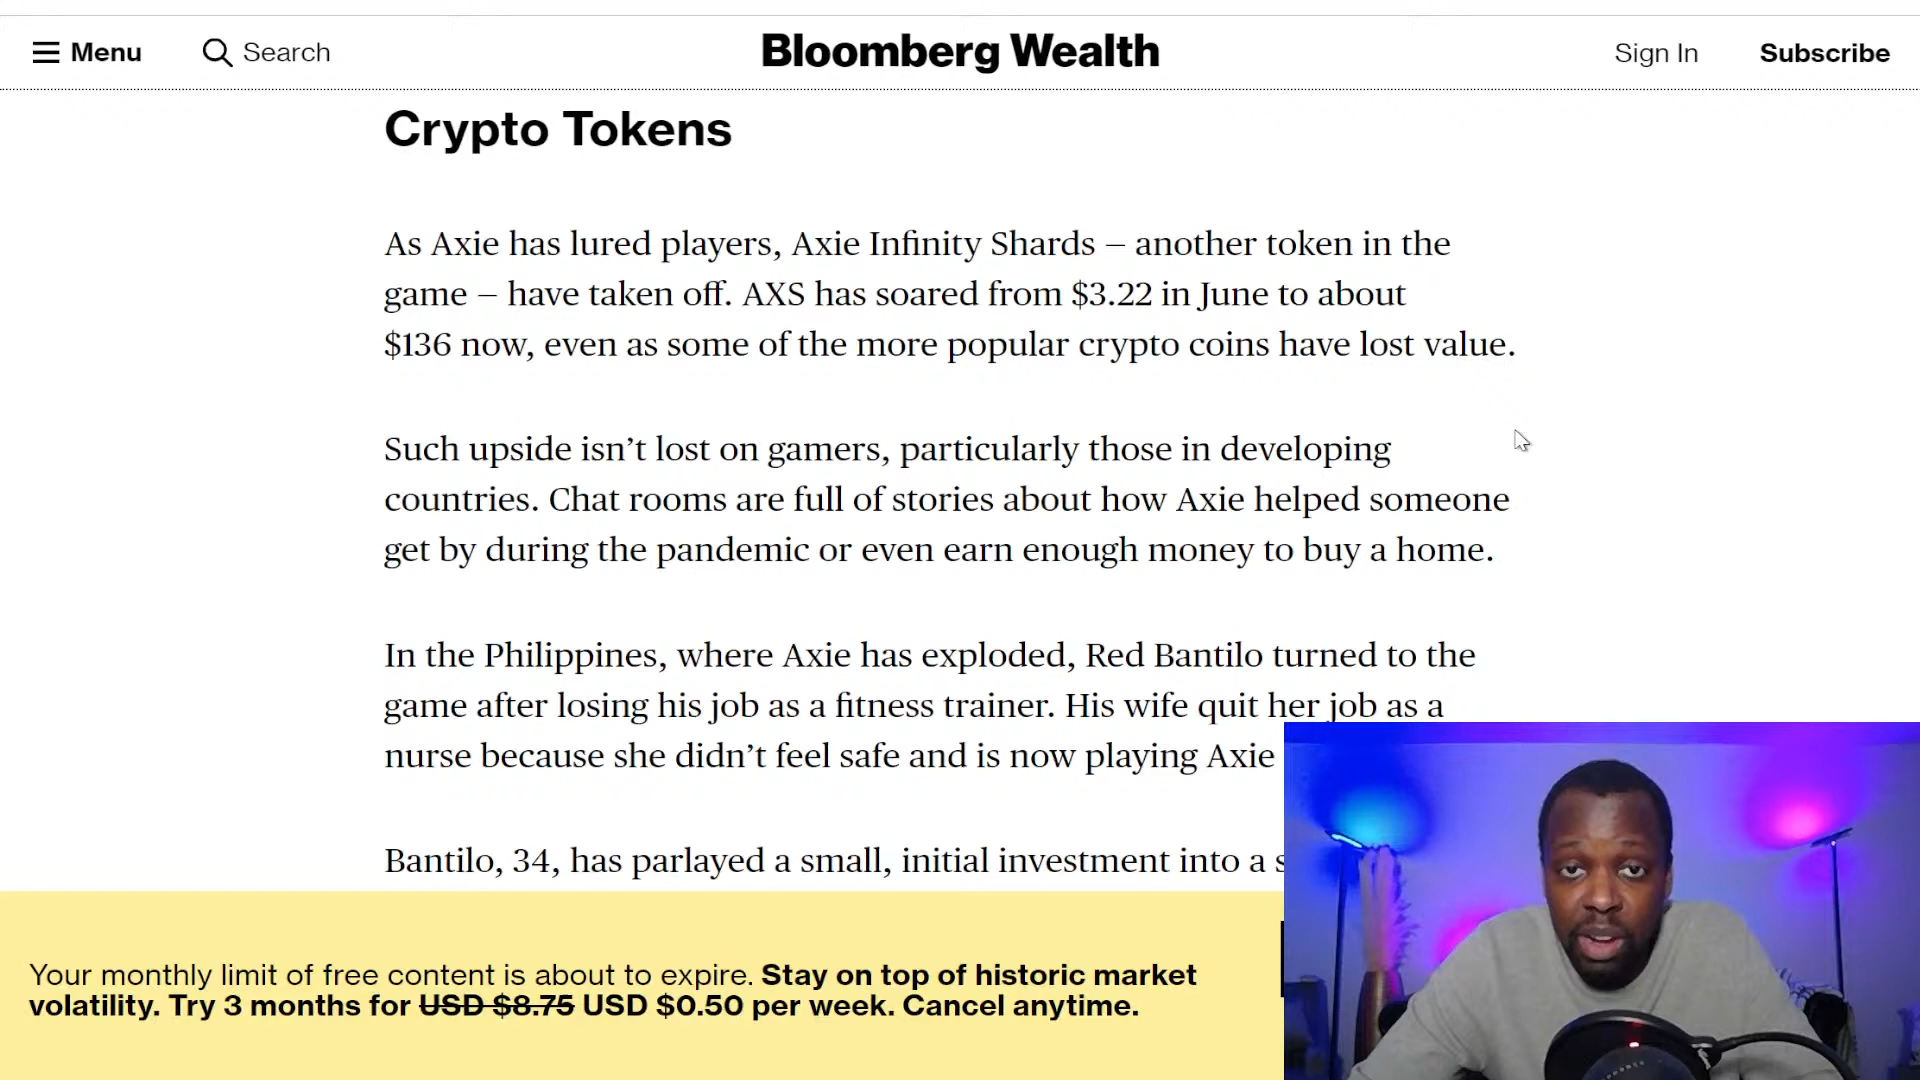 Menu
Search
Bloomberg Wealth
Sign In
Subscribe
Crypto Tokens
As Axie has lured players, Axie Infinity Shards — another token in the
game — have taken off. AXS has soared from $3.22 in June to about
$136 now, even as some of the more popular crypto coins have lost value.
Such upside isn’t lost on gamers, particularly those in developing
countries. Chat rooms are full of stories about how Axie helped someone
get by during the pandemic or even earn enough money to buy a home.
In the Philippines, where Axie has exploded, Red Bantilo turned to the
game after losing his job as a fitness trainer. His wife quit her job as a
nurse because she didn’t feel safe and is now playing Axie
Bantilo, 34, has parlayed a small, initial investment into a
Your monthly limit of free content is about to expire. Stay on top of historic market
volatility. Try 3 months for USD $8.75 USD $0.50 per week. Cancel anytime.